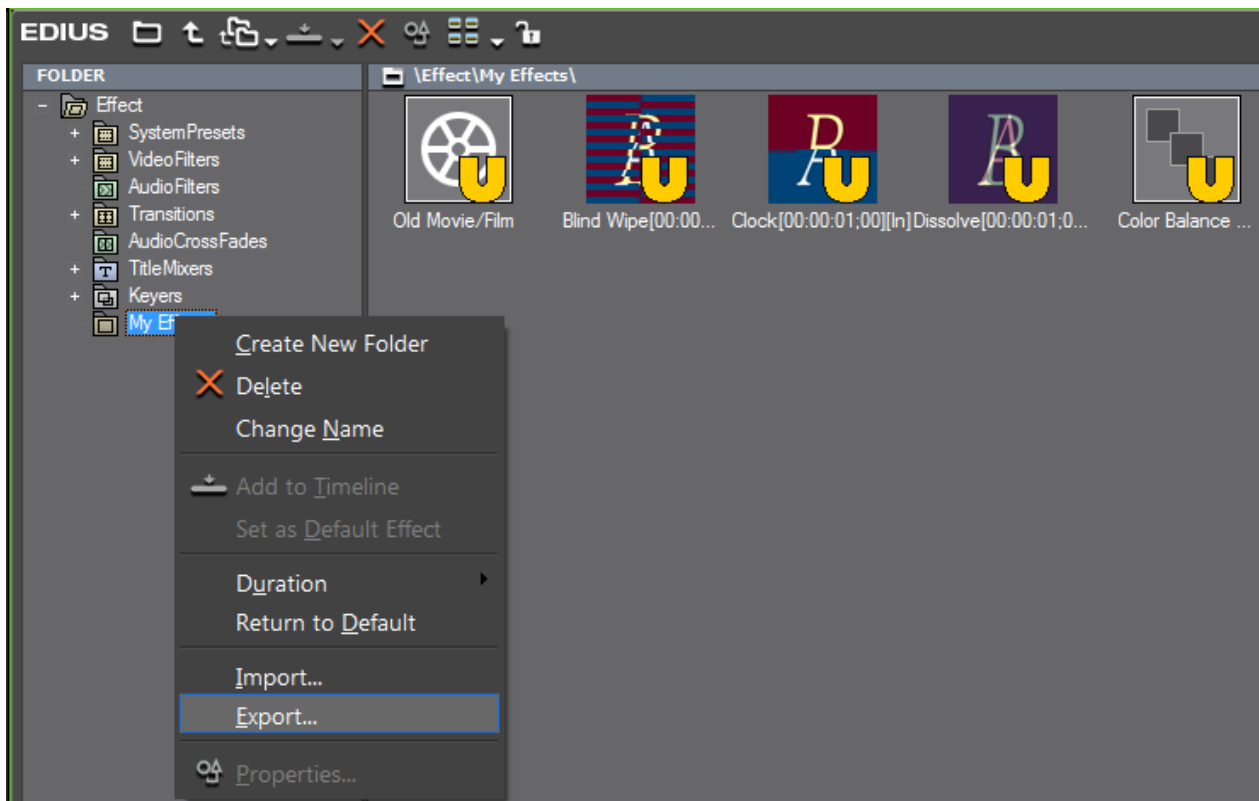 EDIUS
FOLDER
\Effect\My Effects\
Effect
SystemPresets
VideoFilters
AudioFilters
Transitions
AudioCrossFades
TitleMixers
Keyers
My Ef
Old Movie/Film
Blind Wipe[00:00...
Clock[00:00:01;00][In]
Dissolve[00:00:01;0...
Color Balance ...
Create New Folder
Delete
Change Name
Add to Timeline
Set as Default Effect
Duration
Return to Default
Import...
Export...
Properties...